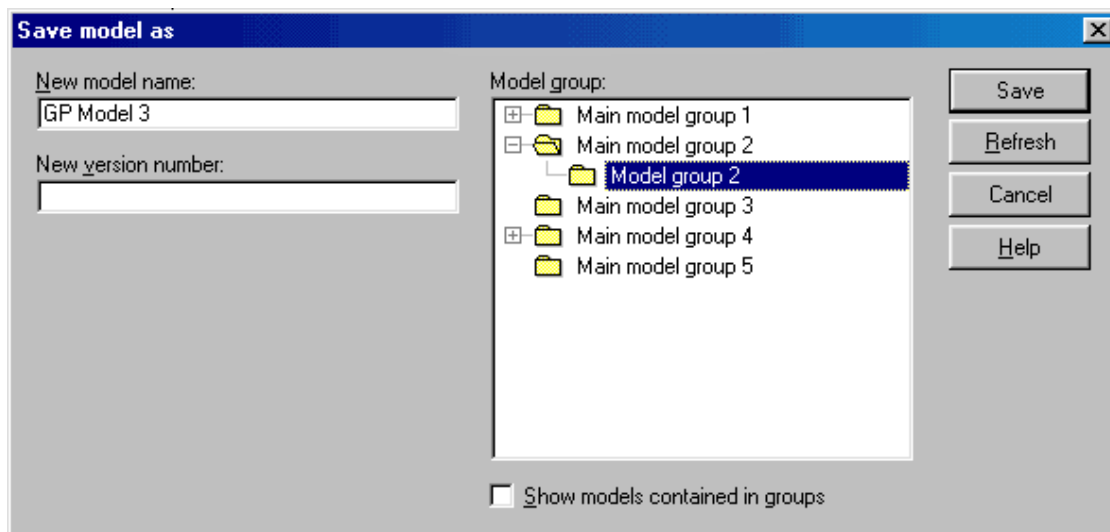 Save model as
New model name:
GP Model 3
New version number:
Model group:
Main model group 1
Main model group 2
Model group 2
Main model group 3
Main model group 4
Main model group 5
Show models contained in groups
Save
Refresh
Cancel
Help